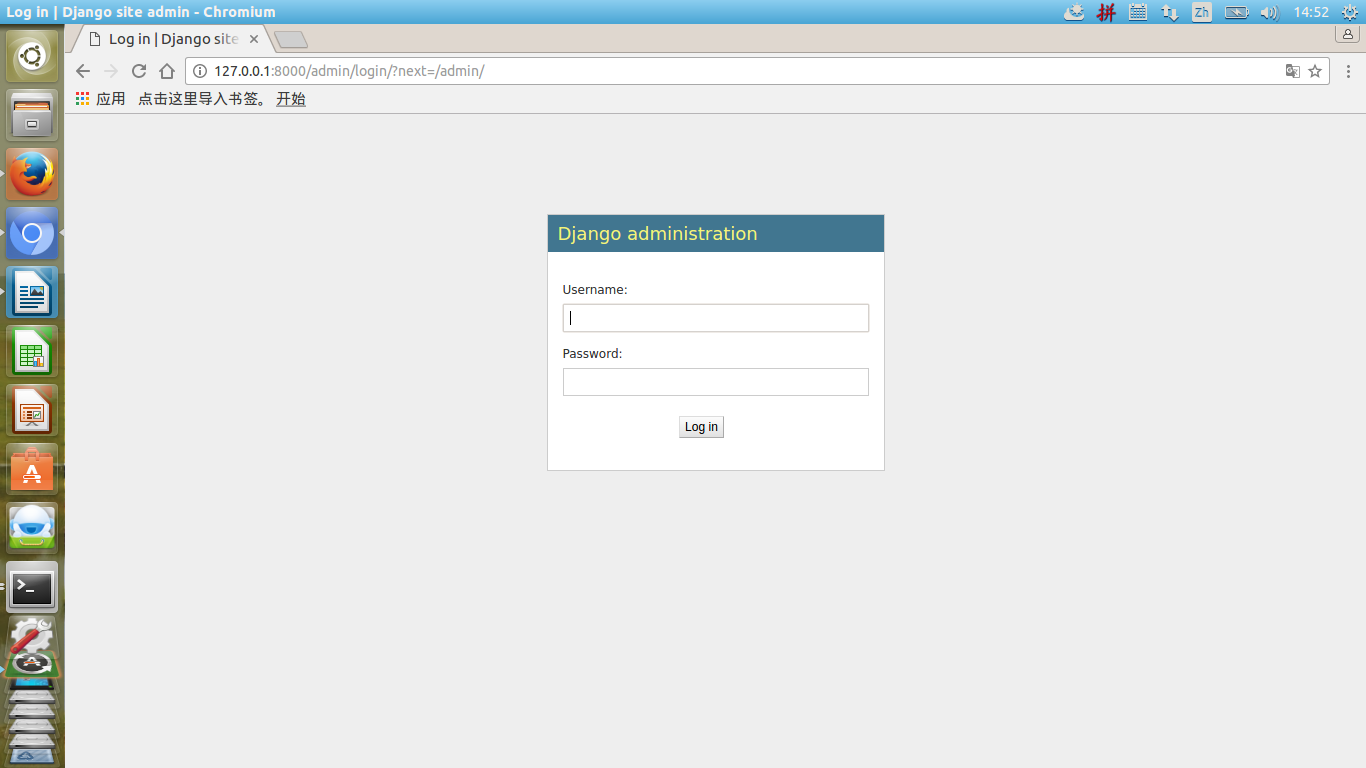 Log in | Django site admin - Chromium
拼
Zh
14:52
Log in | Django site
127.0.0.1:8000/admin/login/?next=/admin/
应用 点击这里导入书签。 开始
Django administration
Username:
Password:
Log in